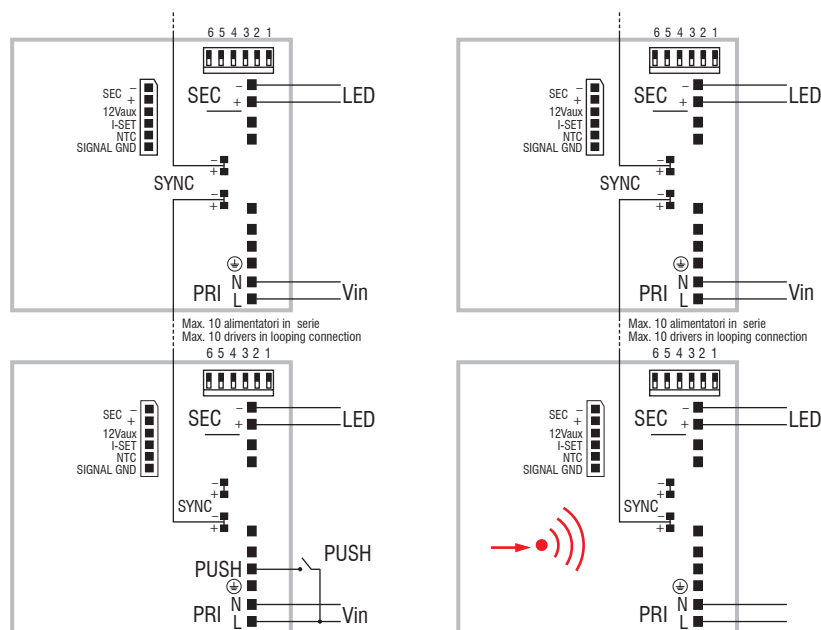 6 5 4 3 2 1
SEC −
+
12Vaux
I-SET
NTC
SIGNAL GND
SEC −
+
LED
−
+
SYNC
−
+
N
PRI
L
Vin
Max. 10 alimentatori in serie
Max. 10 drivers in looping connection
6 5 4 3 2 1
SEC −
+
12Vaux
I-SET
NTC
SIGNAL GND
SEC −
+
LED
−
+
SYNC
−
+
PUSH
PUSH
N
PRI
L
Vin
6 5 4 3 2 1
SEC −
+
12Vaux
I-SET
NTC
SIGNAL GND
SEC −
+
LED
−
+
SYNC
−
+
N
PRI
L
Vin
Max. 10 alimentatori in serie
Max. 10 drivers in looping connection
6 5 4 3 2 1
SEC −
+
12Vaux
I-SET
NTC
SIGNAL GND
SEC −
+
LED
−
+
SYNC
−
+
N
PRI
L